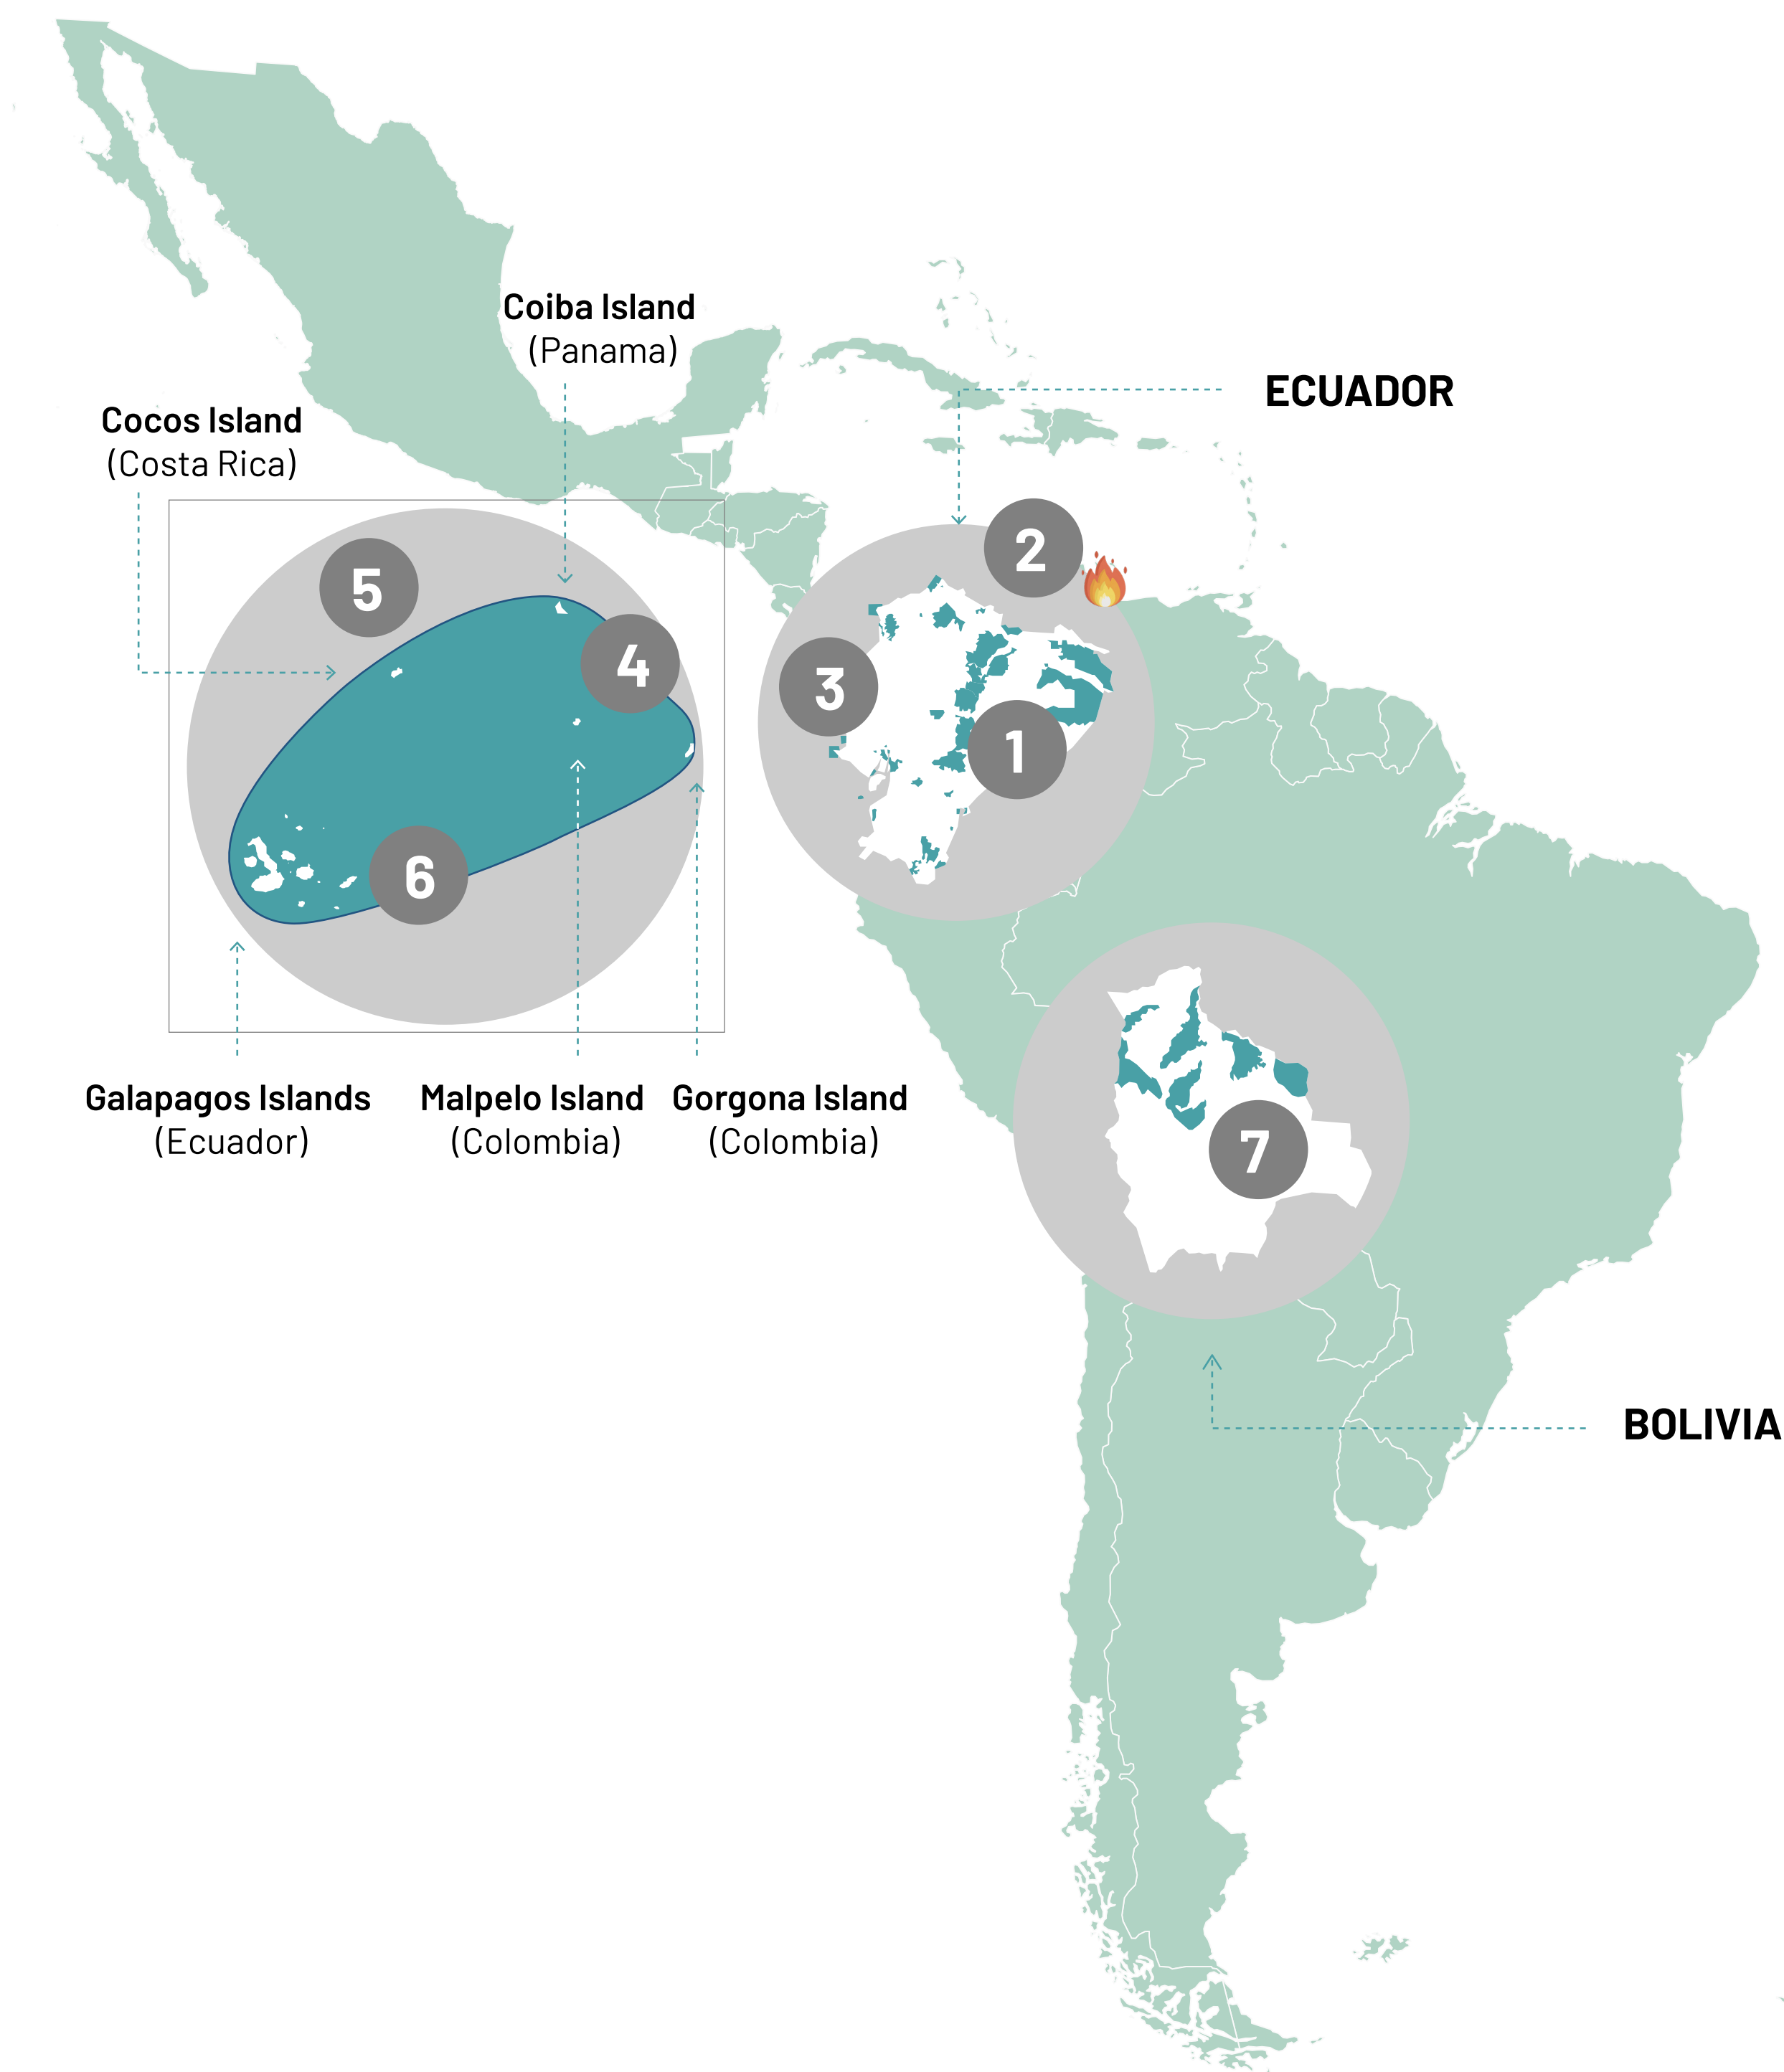 Coiba Island
(Panama)
ECUADOR
Cocos Island
(Costa Rica)
5
2
4
3
1
6
Galapagos Islands
(Ecuador)
Malpelo Island
(Colombia)
Gorgona Island
(Colombia)
7
BOLIVIA